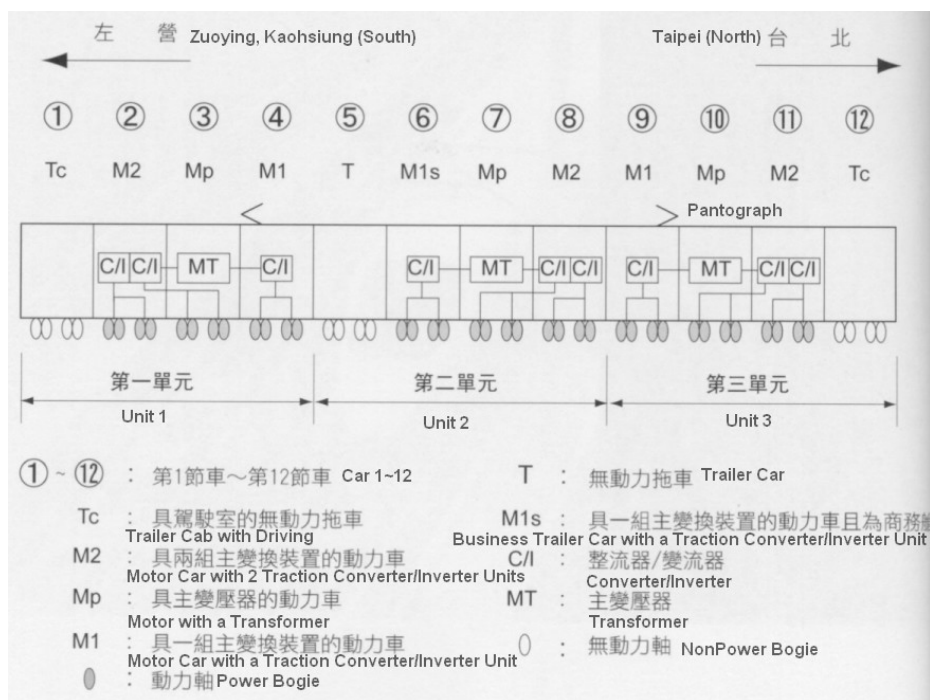 左 營 Zuoying, Kaohsiung (South) Taipei (North) 台 北
① ② ③ ④ ⑤ ⑥ ⑦ ⑧ ⑨ ⑩ ⑪ ⑫
Tc M2 Mp M1 T M1s Mp M2 M1 Mp M2 Tc
Pantograph
C/I C/I MT C/I C/I MT C/I C/I C/I MT C/I C/I
第一單元 第二單元 第三單元
Unit 1 Unit 2 Unit 3
①~⑫ : 第1節車～第12節車 Car 1~12
Tc : 具駕駛室的無動力拖車
Trailer Cab with Driving
M2 : 具兩組主變換裝置的動力車
Motor Car with 2 Traction Converter/Inverter Units
Mp : 具主變壓器的動力車
Motor with a Transformer
M1 : 具一組主變換裝置的動力車
Motor Car with a Traction Converter/Inverter Unit
: 動力軸 Power Bogie
T : 無動力拖車 Trailer Car
M1s : 具一組主變換裝置的動力車且為商務
Business Trailer Car with a Traction Converter/Inverter Unit
C/I : 整流器/變流器
Converter/Inverter
MT : 主變壓器
Transformer
: 無動力軸 NonPower Bogie